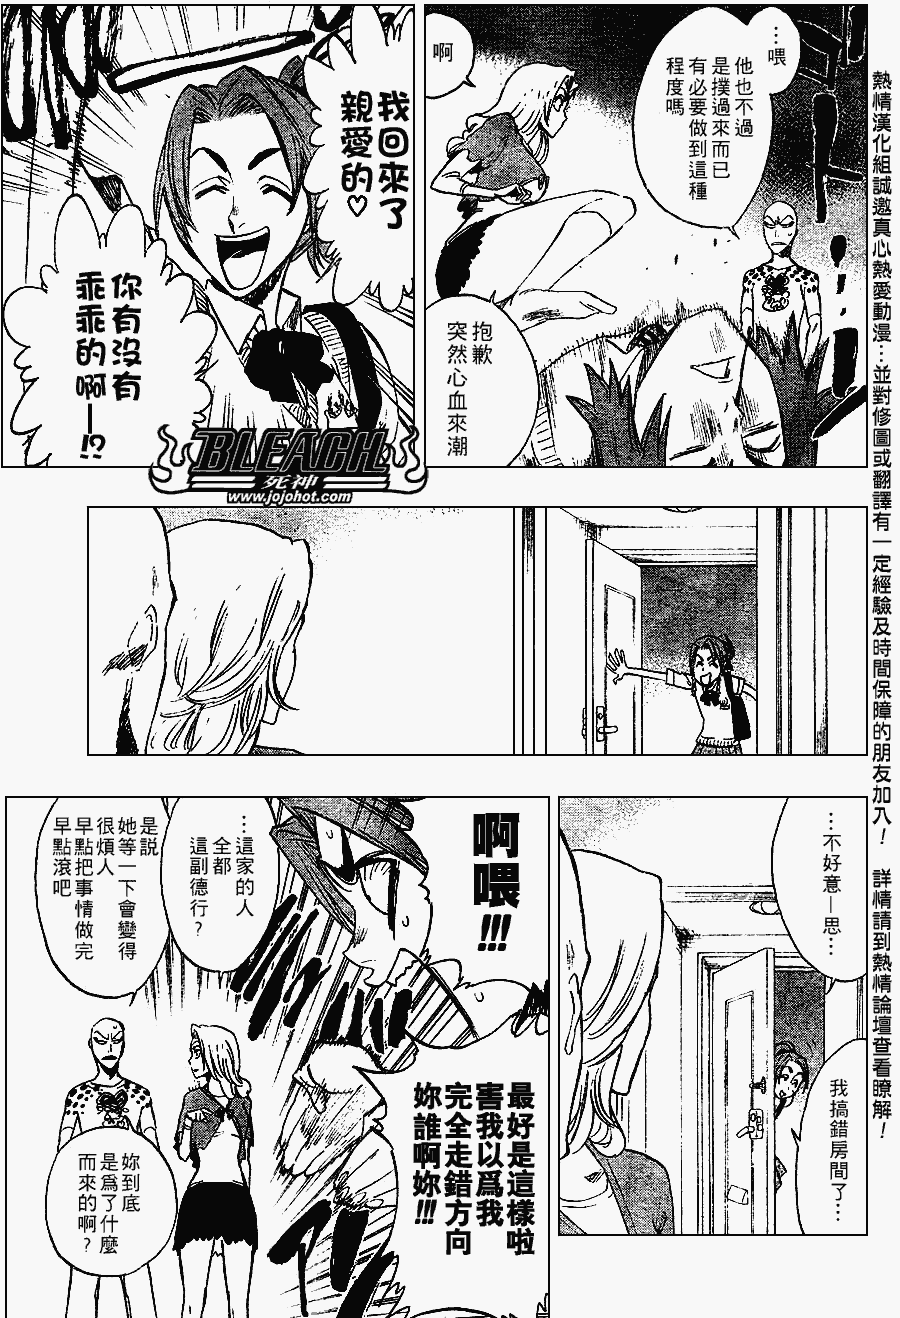 …喂
他也不過
是撲過來而已
有必要做到這種
程度嗎
啊
抱歉
突然心血來潮
我回來了
親愛的♡
你有沒有
乖乖的啊—!?
BLEACH
死神
www.jojohot.com
…不好意—思…
我搞錯房間了…
啊喂!!!
最好是這樣啦
害我以爲我
完全走錯方向
妳誰啊妳!!!
…這家的人
全都
這副德行?
是說
她等一下會變得
很煩人
早點把事情做完
早點滾吧
妳到底
是爲了什麼
而來的啊?
熱情漢化組誠邀真心熱愛動漫…並對修圖或翻譯有一定經驗及時間保障的朋友加入! 詳情請到熱情論壇查看瞭解!